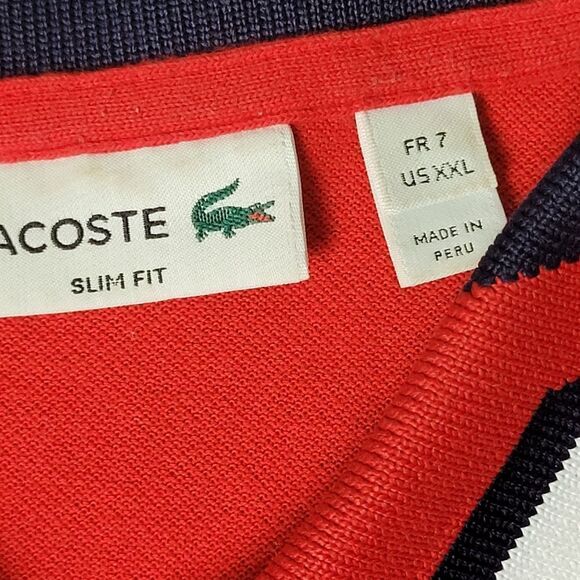 ACOSTE
SLIM FIT
FR 7
US XXL
MADE IN
PERU